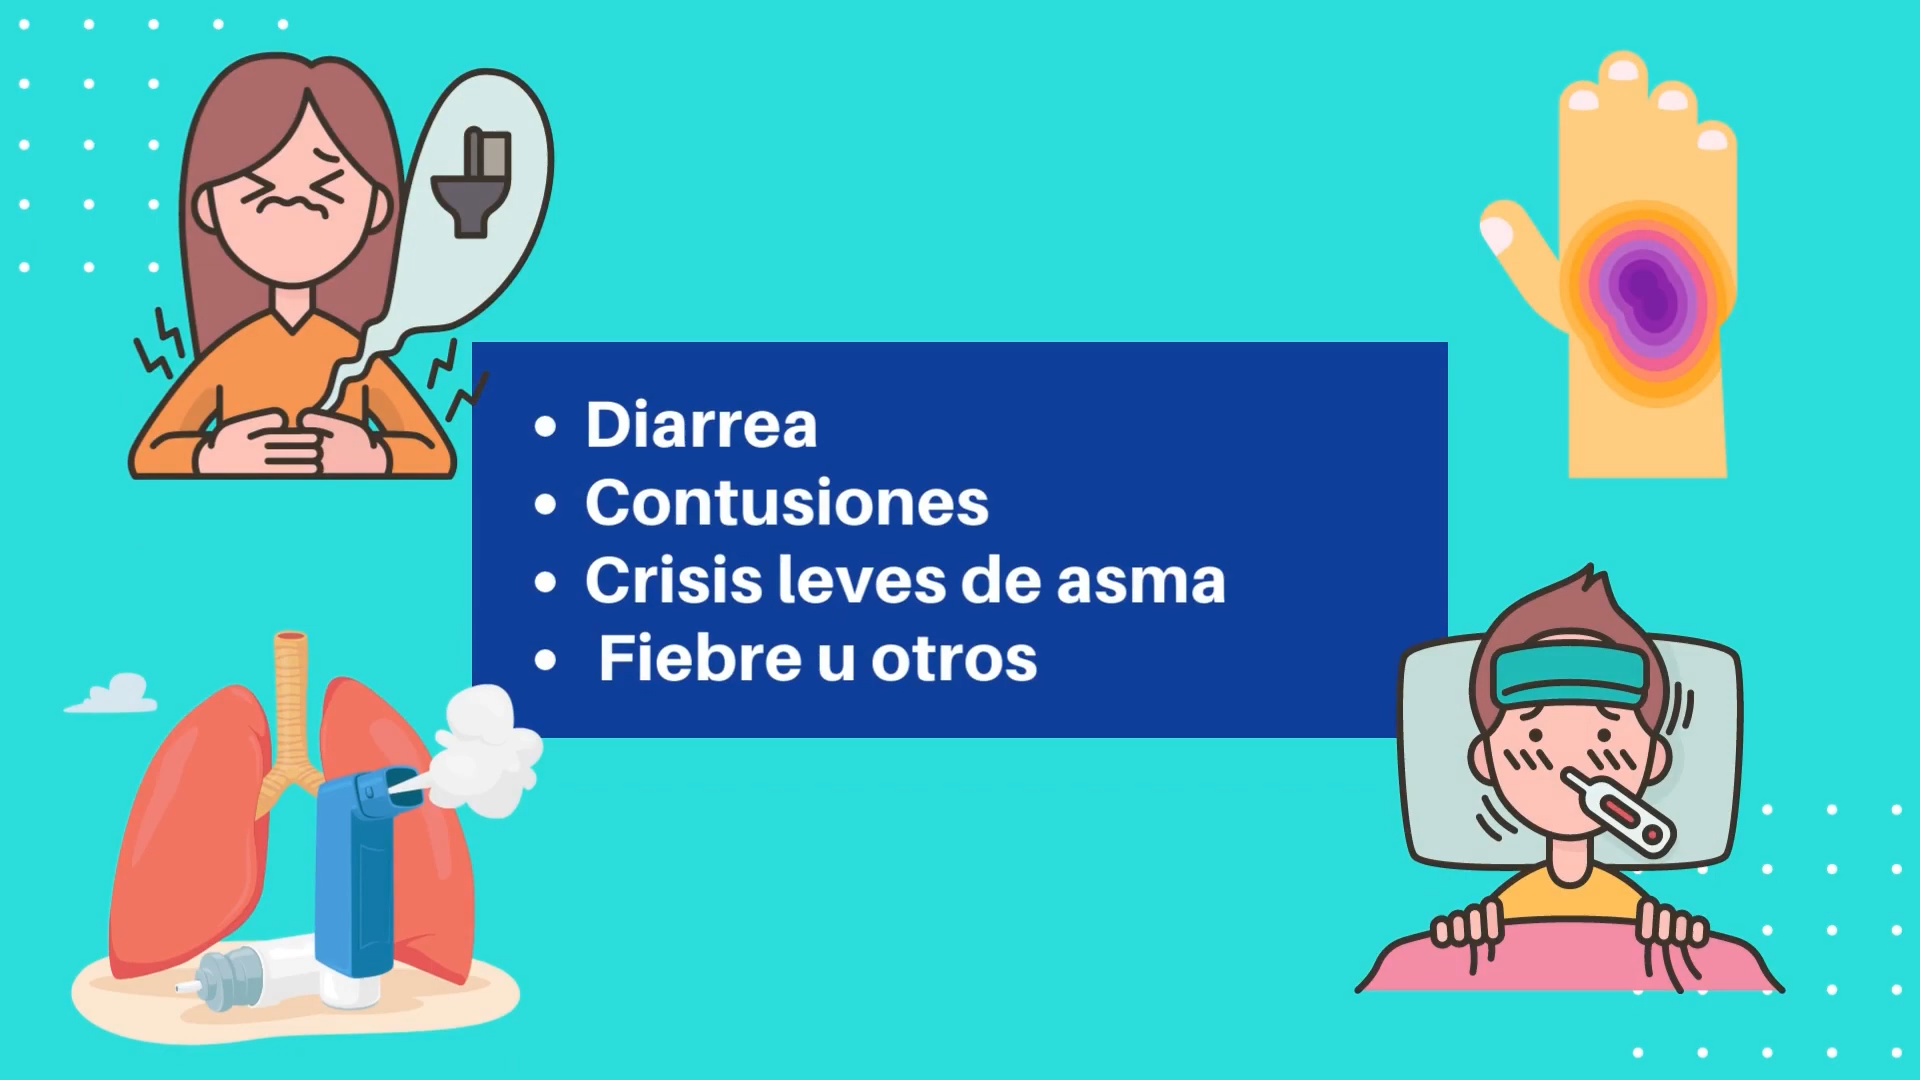 • Diarrea
• Contusiones
• Crisis leves de asma
• Fiebre u otros